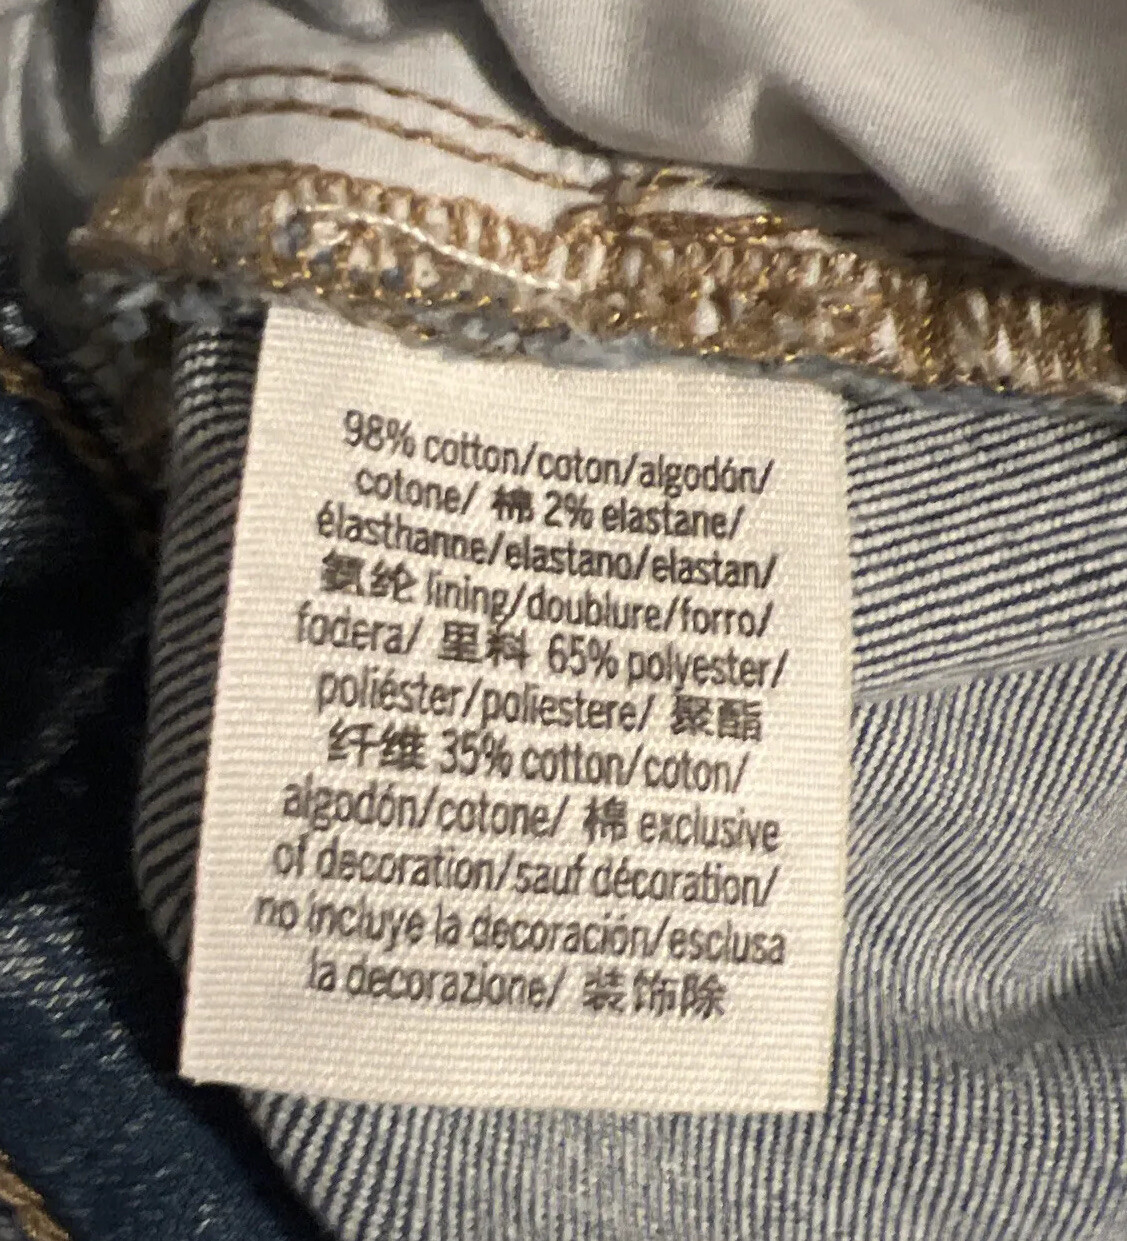 98% cotton/coton/algodón/
cotone/ 棉 2% elastane/
élasthanne/elastano/elastan/
氨纶 lining/doublure/forro/
fodera/ 里料 65% polyester/
poliéster/poliestere/ 聚酯
纤维 35% cotton/coton/
algodón/cotone/ 棉 exclusive
of decoration/sauf décoration/
no incluye la decoración/esclusa
la decorazione/ 装饰除